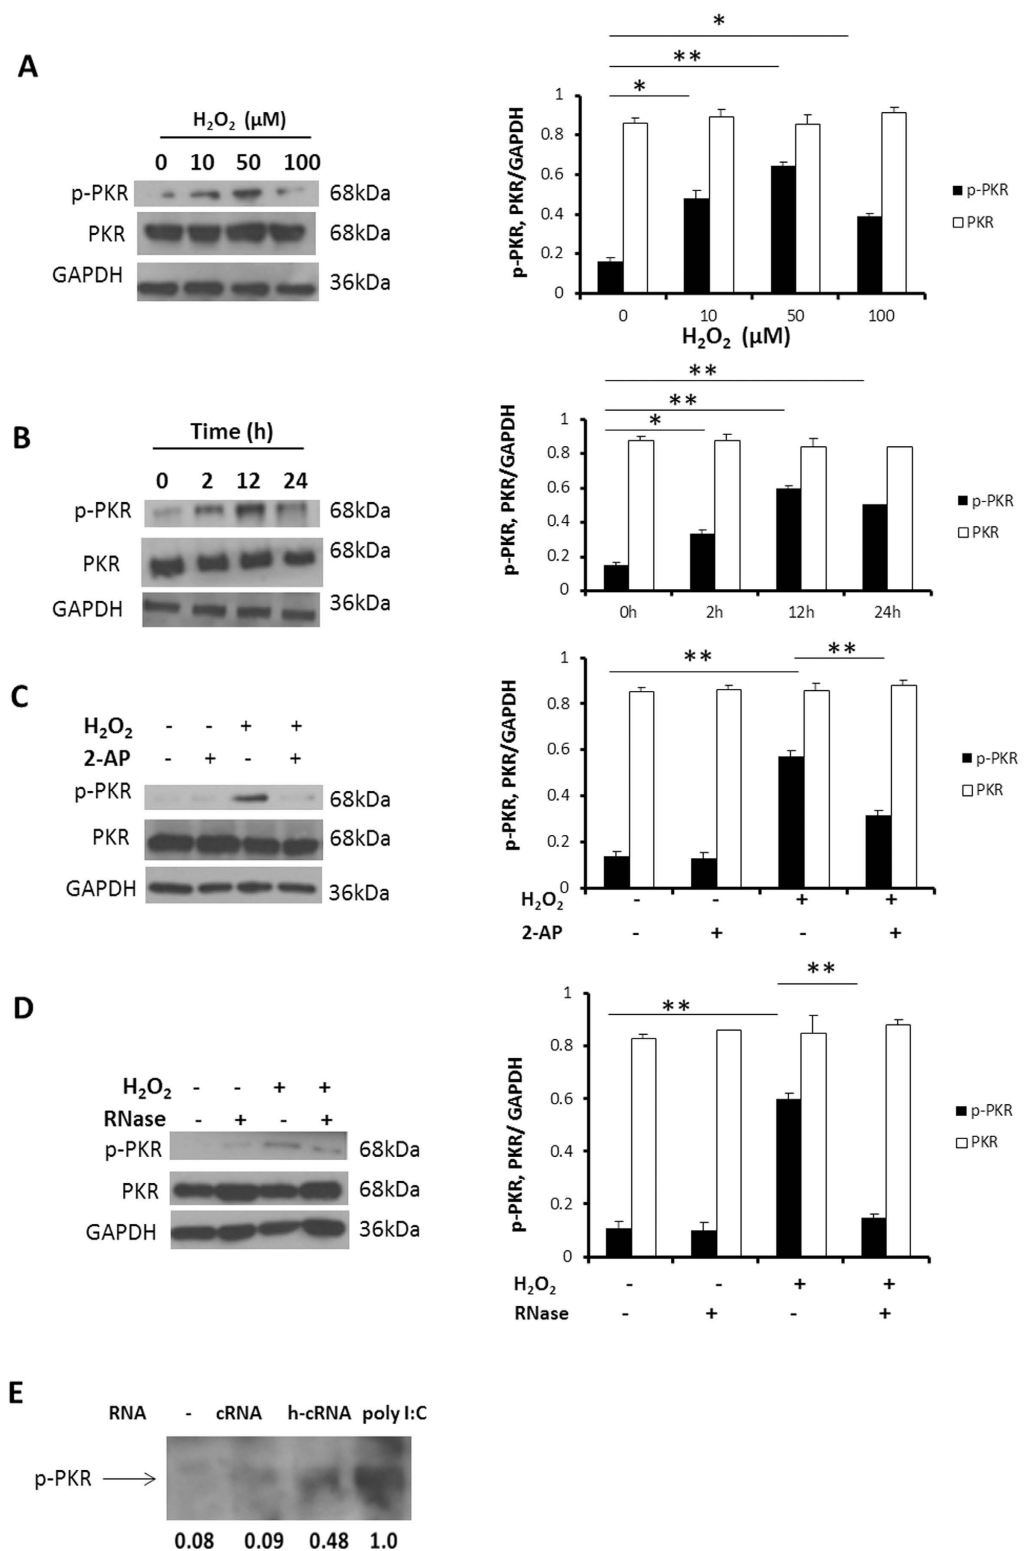 A
H₂O₂ (μM)
0 10 50 100
p-PKR 68kDa
PKR 68kDa
GAPDH 36kDa
* ** *
p-PKR, PKR/GAPDH
1
0.8
0.6
0.4
0.2
0
0 10 50 100
H₂O₂ (μM)
p-PKR
PKR
B
Time (h)
0 2 12 24
p-PKR 68kDa
PKR 68kDa
GAPDH 36kDa
**
**
*
p-PKR, PKR/GAPDH
1
0.8
0.6
0.4
0.2
0
0h 2h 12h 24h
p-PKR
PKR
C
H₂O₂ - - + +
2-AP - + - +
p-PKR 68kDa
PKR 68kDa
GAPDH 36kDa
** **
p-PKR, PKR/GAPDH
1
0.8
0.6
0.4
0.2
0
H₂O₂ - - + +
2-AP - + - +
p-PKR
PKR
D
H₂O₂ - - + +
RNase - + - +
p-PKR 68kDa
PKR 68kDa
GAPDH 36kDa
** **
p-PKR, PKR/ GAPDH
1
0.8
0.6
0.4
0.2
0
H₂O₂ - - + +
RNase - + - +
p-PKR
PKR
E
RNA - cRNA h-cRNA poly I:C
p-PKR
0.08 0.09 0.48 1.0